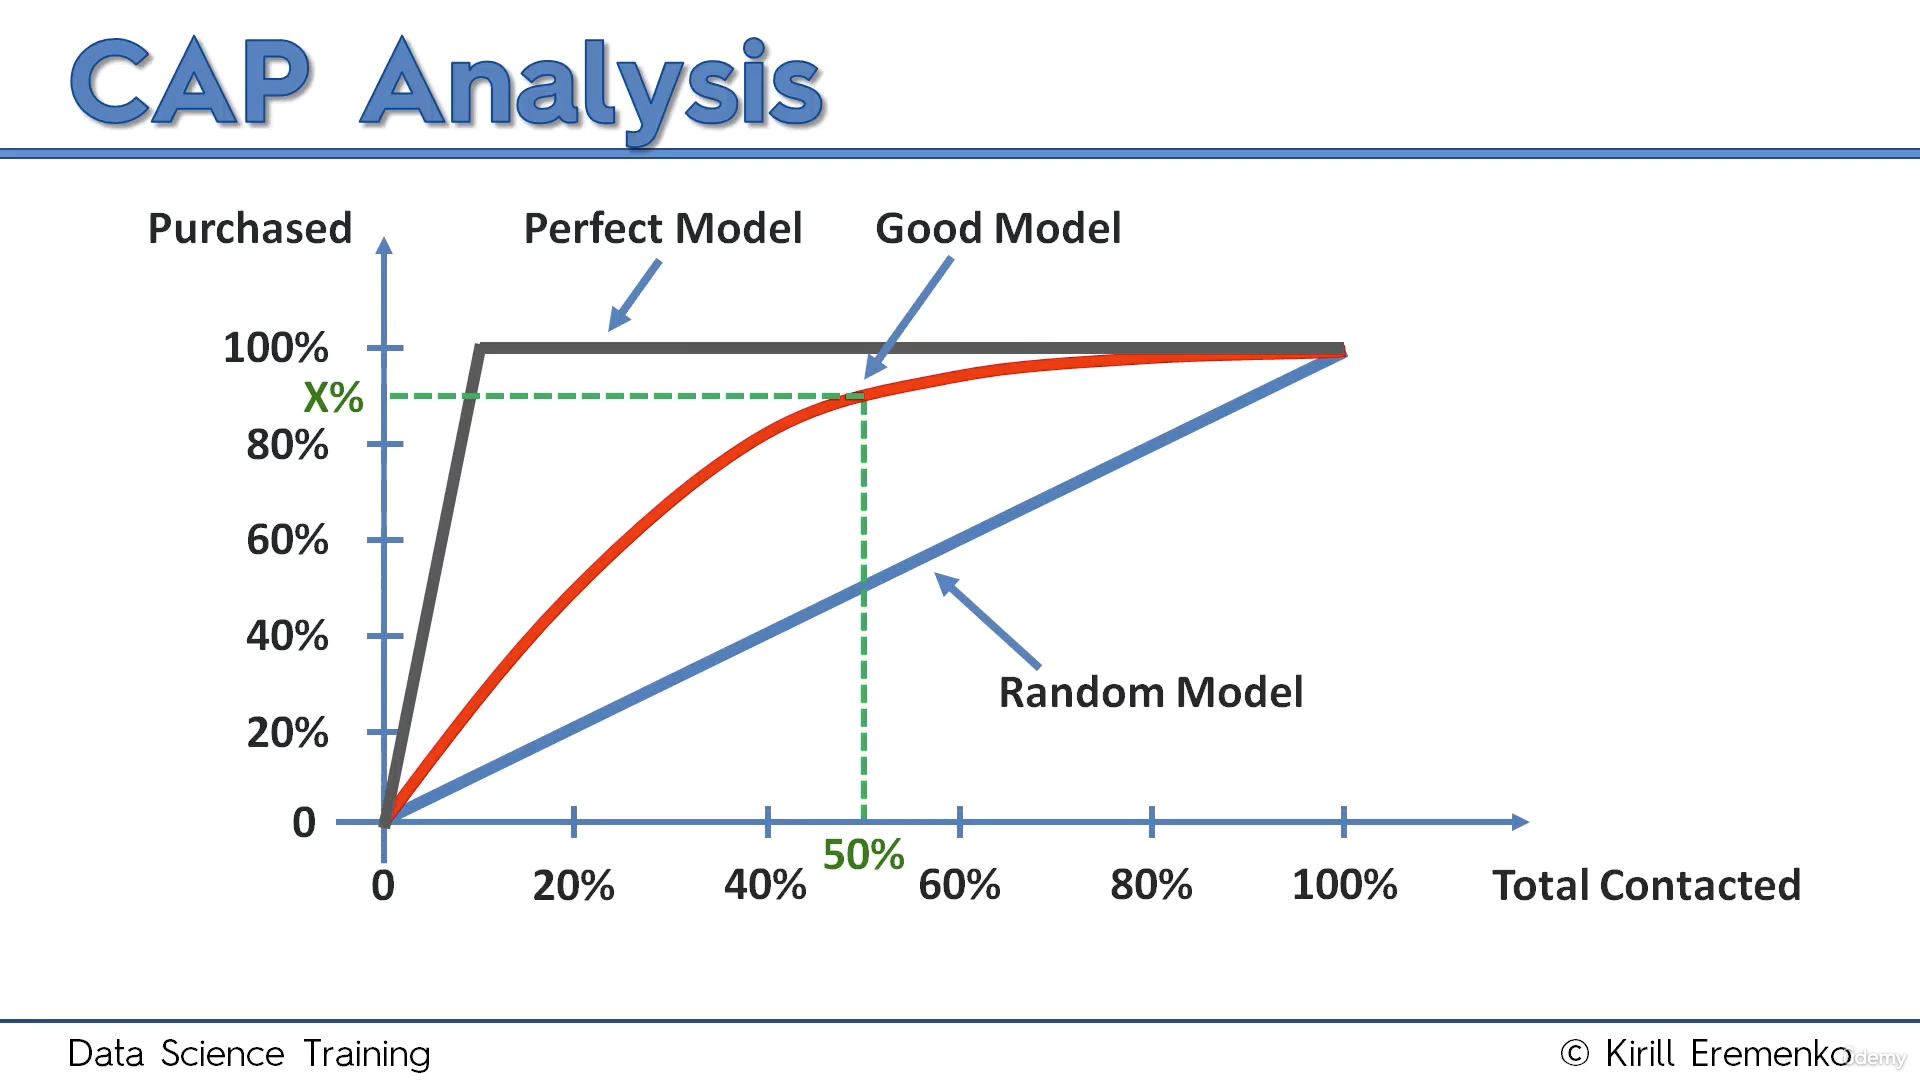 CAP Analysis
Purchased
Perfect Model
Good Model
100%
X%
80%
60%
40%
20%
0
Random Model
50%
0
20%
40%
60%
80%
100%
Total Contacted
Data Science Training
© Kirill Eremenko
ûdemy